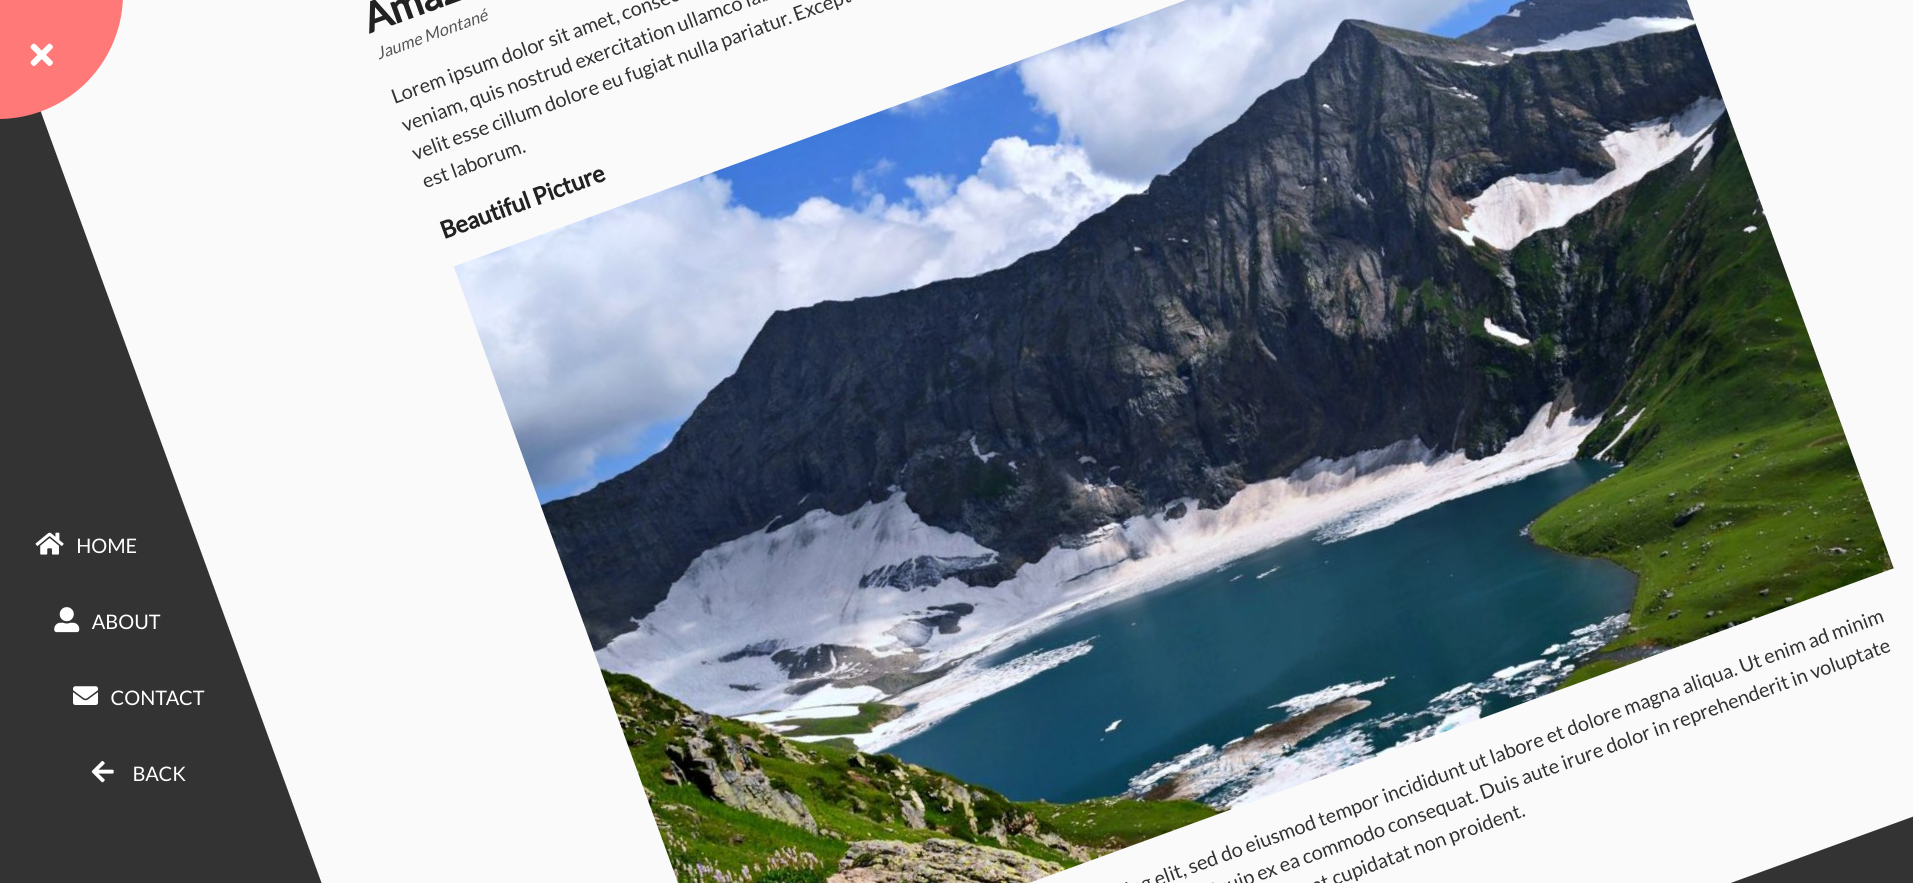 Jaume Montané
Lorem ipsum dolor sit amet,
veniam, quis nostrud exercitation ullamco
velit esse cillum dolore eu fugiat nulla pariatur.
est laborum.
Beautiful Picture
HOME
ABOUT
CONTACT
BACK
elit, sed do eiusmod tempor incididunt ut labore et dolore magna aliqua. Ut enim ad minim
ex ea commodo consequat. Duis aute irure dolor in reprehenderit in voluptate
cupidatat non proident.